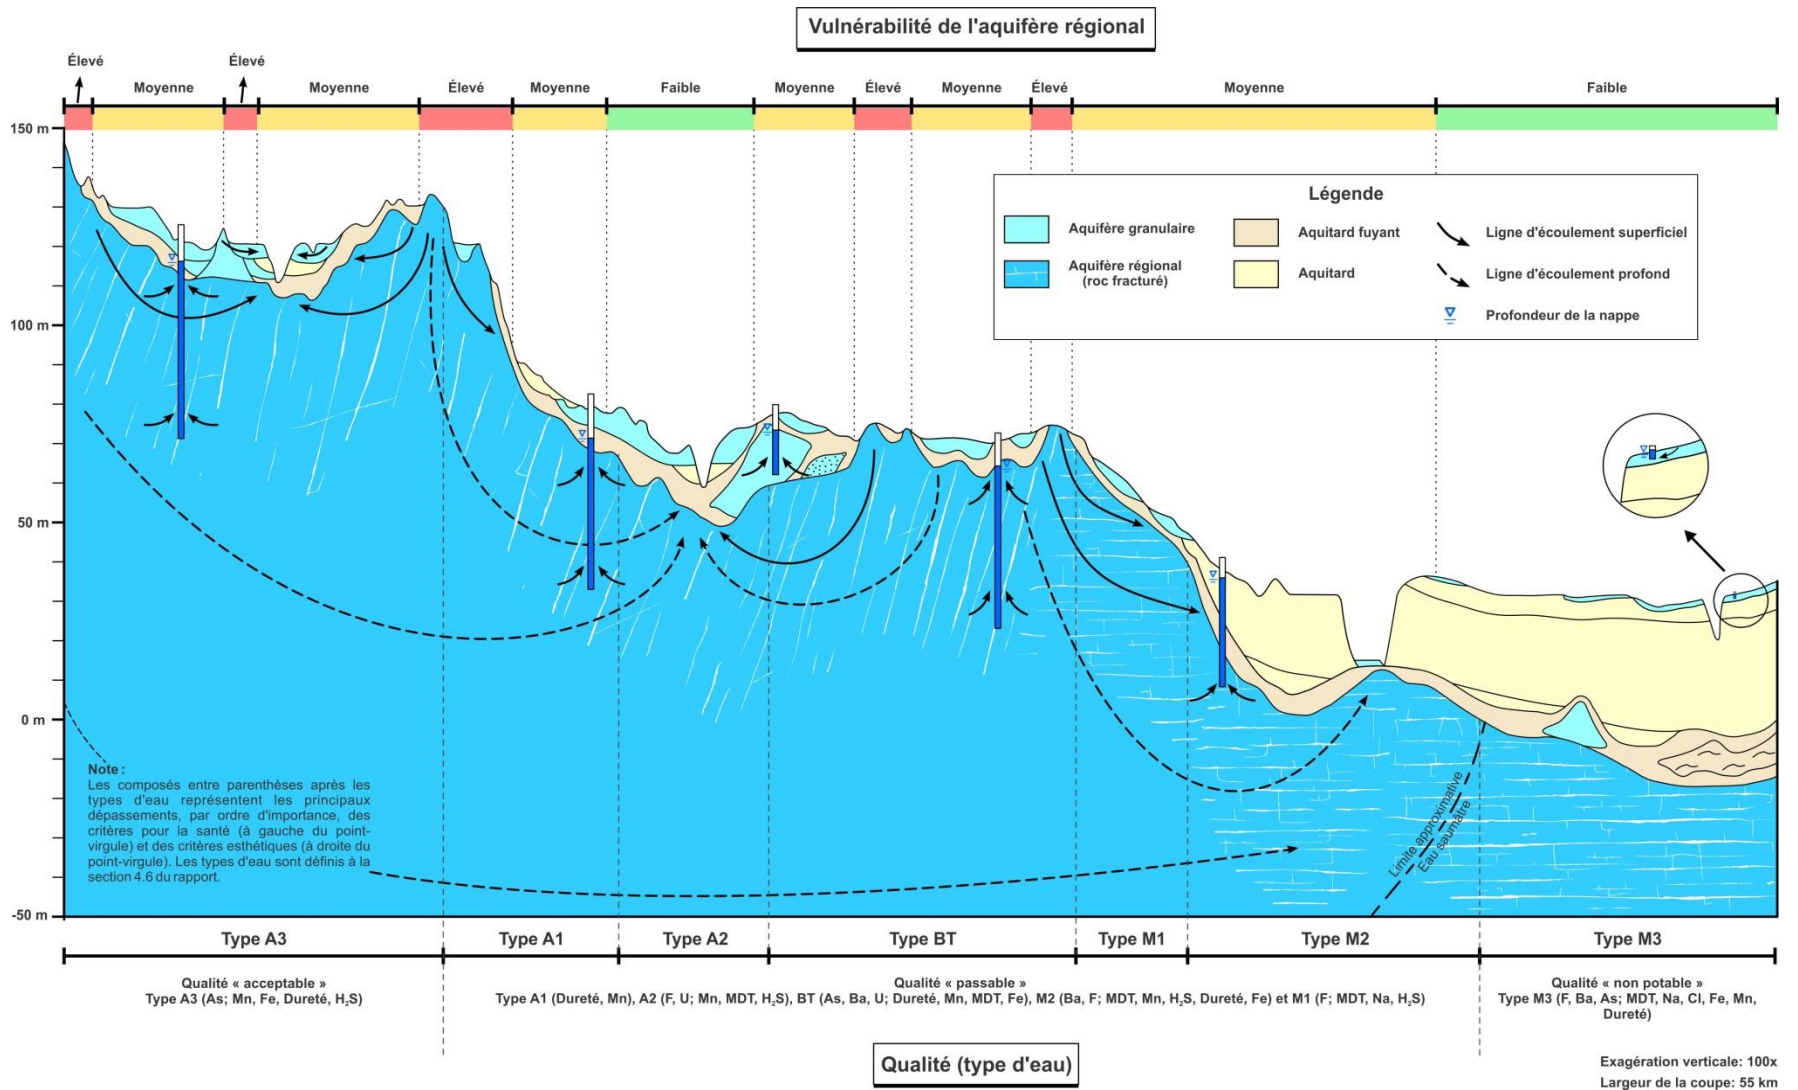 Vulnérabilité de l'aquifère régional
Élevé
Moyenne
Élevé
Moyenne
Élevé
Moyenne
Faible
Moyenne
Élevé
Moyenne
Élevé
Moyenne
Faible
150 m
100 m
50 m
0 m
-50 m
Légende
Aquifère granulaire
Aquifère régional
(roc fracturé)
Aquitard fuyant
Aquitard
Ligne d'écoulement superficiel
Ligne d'écoulement profond
Profondeur de la nappe
Note :
Les composés entre parenthèses après les
types d'eau représentent les principaux
dépassements, par ordre d'importance, des
critères pour la santé (à gauche du point-
virgule) et des critères esthétiques (à droite du
point-virgule). Les types d'eau sont définis à la
section 4.6 du rapport.
Limite approximative
Eau saumâtre
Type A3
Type A1
Type A2
Type BT
Type M1
Type M2
Type M3
Qualité « acceptable »
Type A3 (As; Mn, Fe, Dureté, H₂S)
Qualité « passable »
Type A1 (Dureté, Mn), A2 (F, U; Mn, MDT, H₂S), BT (As, Ba, U; Dureté, Mn, MDT, Fe), M2 (Ba, F; MDT, Mn, H₂S, Dureté, Fe) et M1 (F; MDT, Na, H₂S)
Qualité « non potable »
Type M3 (F, Ba, As; MDT, Na, Cl, Fe, Mn,
Dureté)
Qualité (type d'eau)
Exagération verticale: 100x
Largeur de la coupe: 55 km